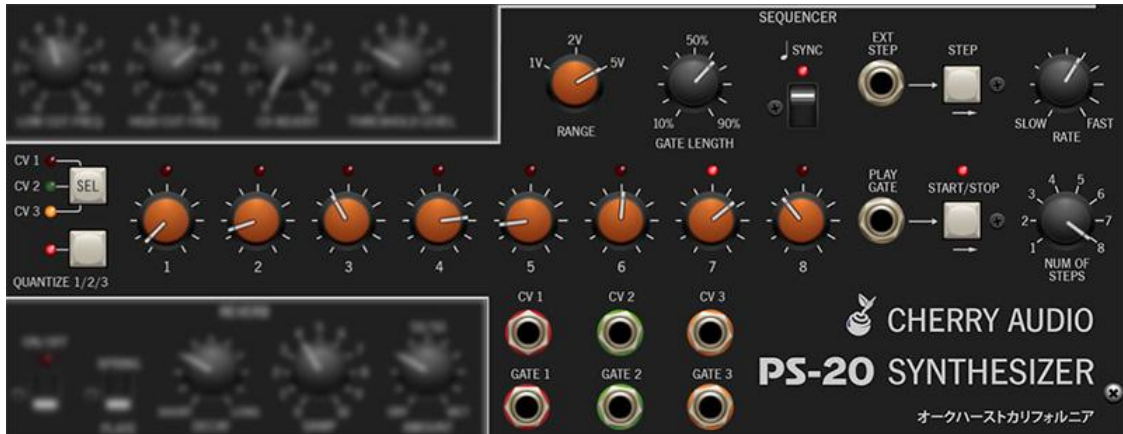 SEQUENCER
1V
2V
5V
RANGE
10%
50%
90%
GATE LENGTH
SYNC
EXT
STEP
STEP
SLOW
FAST
RATE
CV 1
CV 2
CV 3
SEL
QUANTIZE 1/2/3
1
2
3
4
5
6
7
8
PLAY
GATE
START/STOP
1
2
3
4
5
6
7
8
NUM OF
STEPS
CV 1
CV 2
CV 3
GATE 1
GATE 2
GATE 3
CHERRY AUDIO
PS-20 SYNTHESIZER
オークハーストカリフォルニア